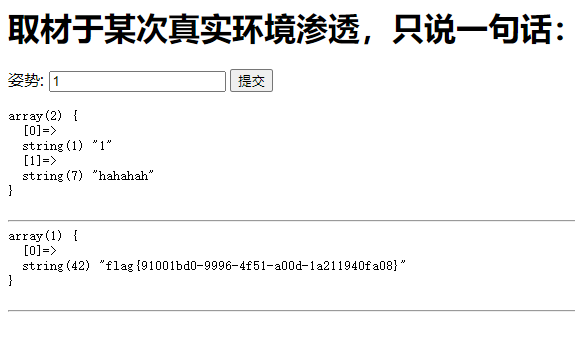 取材于某次真实环境渗透，只说一句话：
姿势: 1 提交
array(2) {
  [0]=>
  string(1) "1"
  [1]=>
  string(7) "hahahah"
}
array(1) {
  [0]=>
  string(42) "flag{91001bd0-9996-4f51-a00d-1a211940fa08}"
}